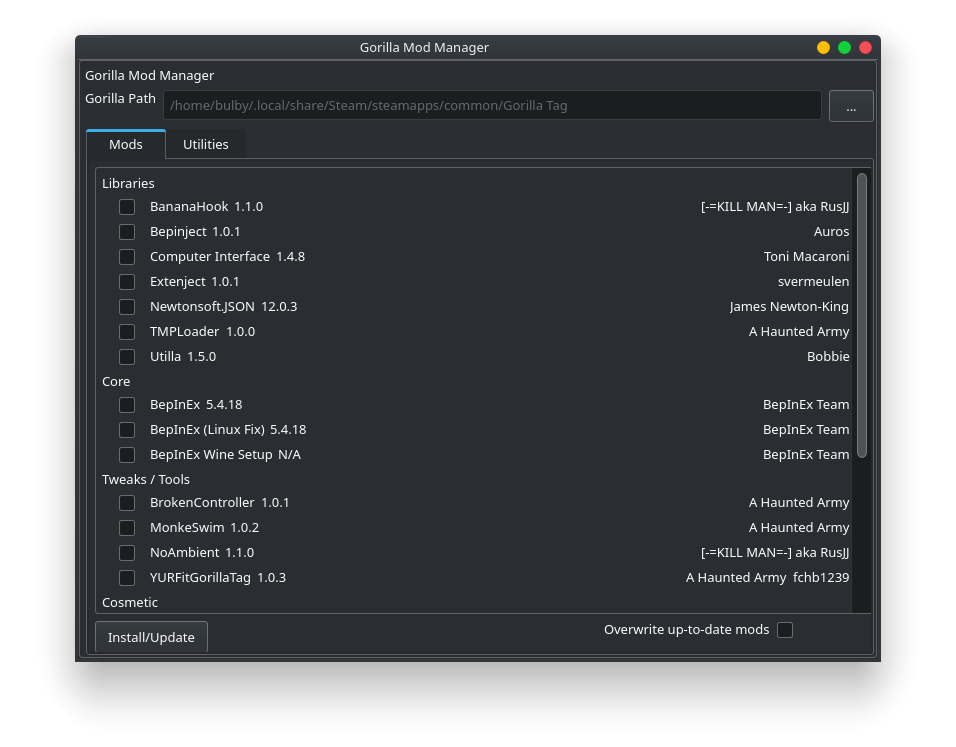 Gorilla Mod Manager
Gorilla Mod Manager
Gorilla Path /home/bulby/.local/share/Steam/steamapps/common/Gorilla Tag ...
Mods Utilities
Libraries
BananaHook 1.1.0 [-=KILL MAN=-] aka RusJJ
Bepinject 1.0.1 Auros
Computer Interface 1.4.8 Toni Macaroni
Extenject 1.0.1 svermeulen
Newtonsoft.JSON 12.0.3 James Newton-King
TMPLoader 1.0.0 A Haunted Army
Utilla 1.5.0 Bobbie
Core
BepInEx 5.4.18 BepInEx Team
BepInEx (Linux Fix) 5.4.18 BepInEx Team
BepInEx Wine Setup N/A BepInEx Team
Tweaks / Tools
BrokenController 1.0.1 A Haunted Army
MonkeSwim 1.0.2 A Haunted Army
NoAmbient 1.1.0 [-=KILL MAN=-] aka RusJJ
YURFitGorillaTag 1.0.3 A Haunted Army fchb1239
Cosmetic
Install/Update Overwrite up-to-date mods